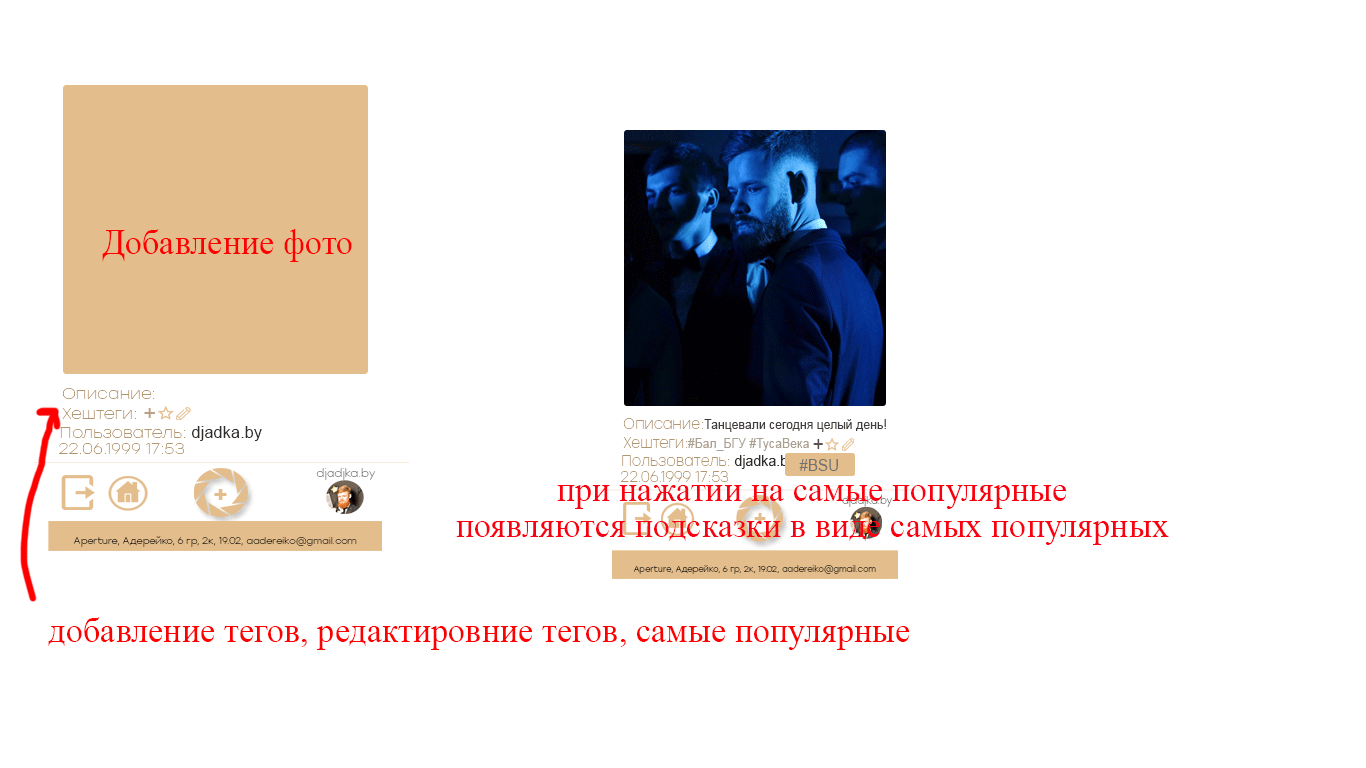 Добавление фото
Описание:
Хештеги:
Пользователь: djadka.by
22.06.1999 17:53
djadjka.by
Aperture, Адерейко, 6 гр, 2к, 19.02, aadereiko@gmail.com
Описание:Танцевали сегодня целый день!
Хештеги:#Бал_БГУ #ТусаВека
Пользователь: djadka.b
#BSU
22.06.1999 17:53
при нажатии на самые популярные
появляются подсказки в виде самых популярных
djadjka.by
Aperture, Адерейко, 6 гр, 2к, 19.02, aadereiko@gmail.com
добавление тегов, редактировние тегов, самые популярные